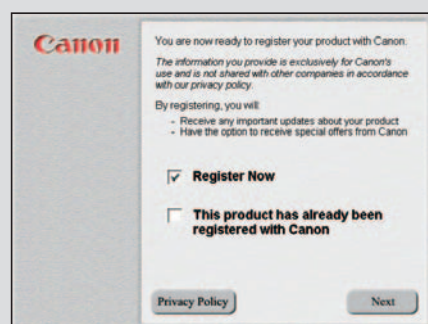 Canon
You are now ready to register your product with Canon.
The information you provide is exclusively for Canon's
use and is not shared with other companies in accordance
with our privacy policy.
By registering, you will:
- Receive any important updates about your product
- Have the option to receive special offers from Canon
Register Now
This product has already been
registered with Canon
Privacy Policy
Next